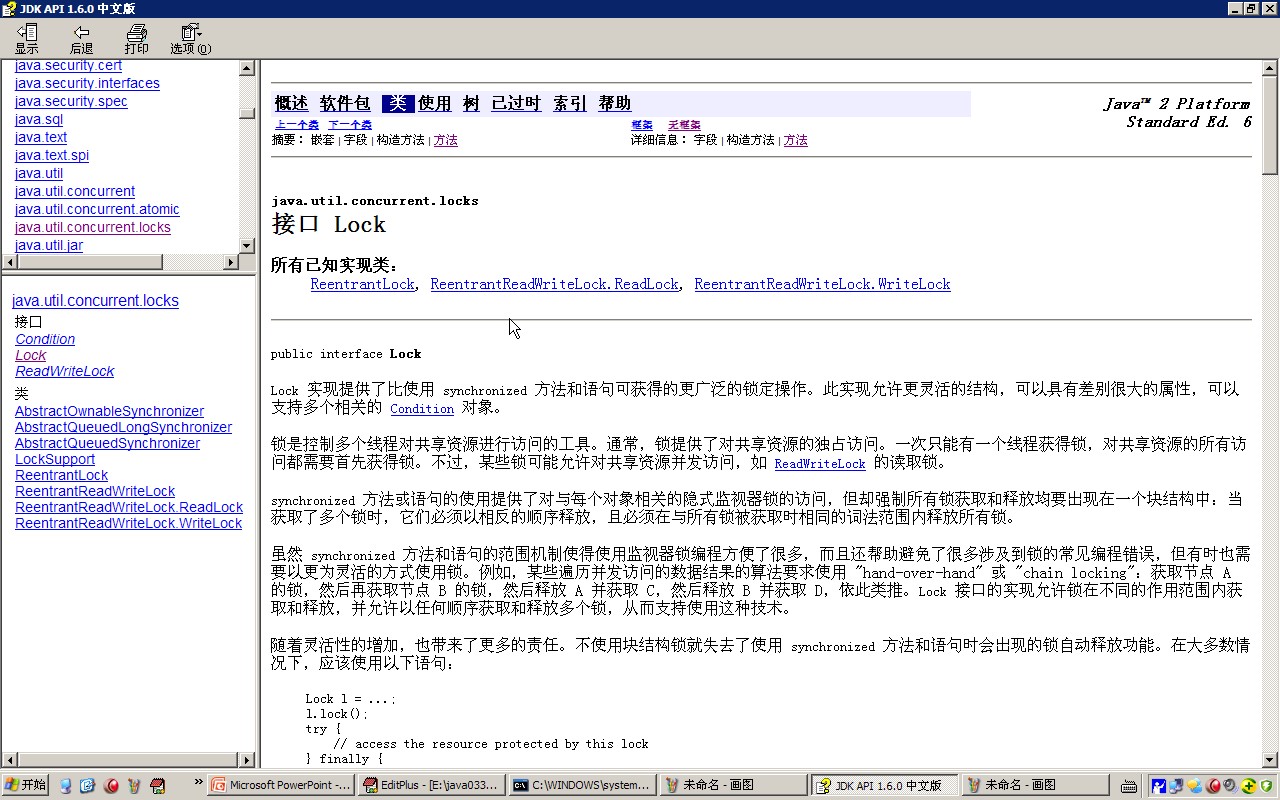 JDK API 1.6.0 中文版
显示 后退 打印 选项(O)
java.security.cert
java.security.interfaces
java.security.spec
java.sql
java.text
java.text.spi
java.util
java.util.concurrent
java.util.concurrent.atomic
java.util.concurrent.locks
java.util.jar
java.util.concurrent.locks
接口
Condition
Lock
ReadWriteLock
类
AbstractOwnableSynchronizer
AbstractQueuedLongSynchronizer
AbstractQueuedSynchronizer
LockSupport
ReentrantLock
ReentrantReadWriteLock
ReentrantReadWriteLock.ReadLock
ReentrantReadWriteLock.WriteLock
概述 软件包 类 使用 树 已过时 索引 帮助
Java™ 2 Platform
Standard Ed. 6
上一个类 下一个类 框架 无框架
摘要： 嵌套 | 字段 | 构造方法 | 方法 详细信息： 字段 | 构造方法 | 方法
java.util.concurrent.locks
接口 Lock
所有已知实现类：
ReentrantLock, ReentrantReadWriteLock.ReadLock, ReentrantReadWriteLock.WriteLock
public interface Lock
Lock 实现提供了比使用 synchronized 方法和语句可获得的更广泛的锁定操作。此实现允许更灵活的结构，可以具有差别很大的属性，可以
支持多个相关的 Condition 对象。
锁是控制多个线程对共享资源进行访问的工具。通常，锁提供了对共享资源的独占访问。一次只能有一个线程获得锁，对共享资源的所有访
问都需要首先获得锁。不过，某些锁可能允许对共享资源并发访问，如 ReadWriteLock 的读取锁。
synchronized 方法或语句的使用提供了对与每个对象相关的隐式监视器锁的访问，但却强制所有锁获取和释放均要出现在一个块结构中：当
获取了多个锁时，它们必须以相反的顺序释放，且必须在与所有锁被获取时相同的词法范围内释放所有锁。
虽然 synchronized 方法和语句的范围机制使得使用监视器锁编程方便了很多，而且还帮助避免了很多涉及到锁的常见编程错误，但有时也需
要以更为灵活的方式使用锁。例如，某些遍历并发访问的数据结果的算法要求使用 "hand-over-hand" 或 "chain locking"：获取节点 A
的锁，然后再获取节点 B 的锁，然后释放 A 并获取 C，然后释放 B 并获取 D，依此类推。Lock 接口的实现允许锁在不同的作用范围内获
取和释放，并允许以任何顺序获取和释放多个锁，从而支持使用这种技术。
随着灵活性的增加，也带来了更多的责任。不使用块结构锁就失去了使用 synchronized 方法和语句时会出现的锁自动释放功能。在大多数情
况下，应该使用以下语句：
Lock l = ...;
l.lock();
try {
// access the resource protected by this lock
} finally {
开始 » Microsoft PowerPoint -... EditPlus - [E:\java033... C:\WINDOWS\system... 未命名 - 画图 JDK API 1.6.0 中文版 未命名 - 画图